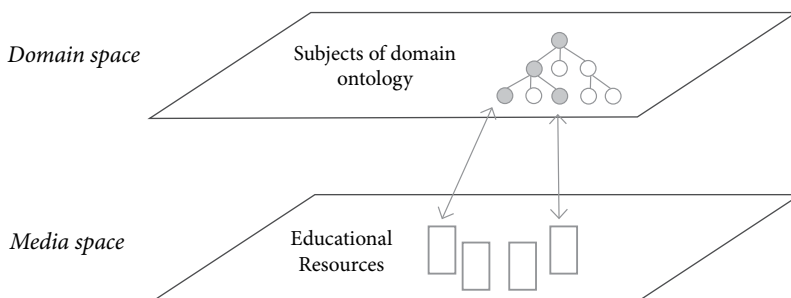 Domain space
Subjects of domain
ontology
Media space
Educational
Resources